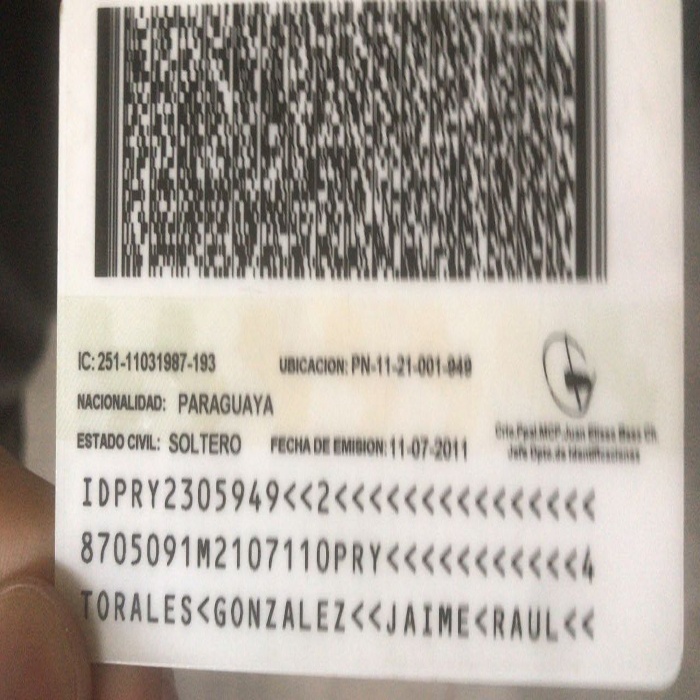 IC: 251-11031987-193 UBICACION: PN-11-21-001-949
NACIONALIDAD: PARAGUAYA
ESTADO CIVIL: SOLTERO FECHA DE EMISION: 11-07-2011
Jefe Dpto. de Identificaciones
IDPRY2305949<<2<<<<<<<<<<<<<<<
8705091M2107110PRY<<<<<<<<<<<4
TORALES<GONZALEZ<<JAIME<RAUL<<